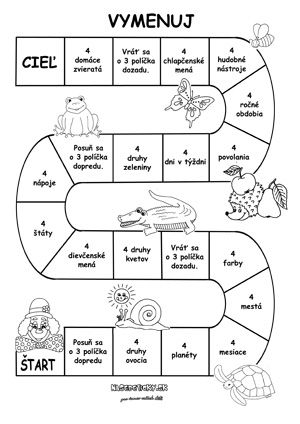 VYMENUJ
CIEĽ
4
domáce
zvieratá
Vráť sa
o 3 políčka
dozadu.
4
chlapčenské
mená
4
hudobné
nástroje
4
ročné
obdobia
4
povolania
4
dni v týždni
4
druhy
zeleniny
Posuň sa
o 3 políčka
dopredu.
4
nápoje
4
štáty
4
dievčenské
mená
4 druhy
kvetov
Vráť sa
o 3 políčka
dozadu.
4
farby
4
mestá
4
mesiace
4
planéty
4
druhy
ovocia
Posuň sa
o 3 políčka
dopredu
ŠTART
NASEDETICKY.SK